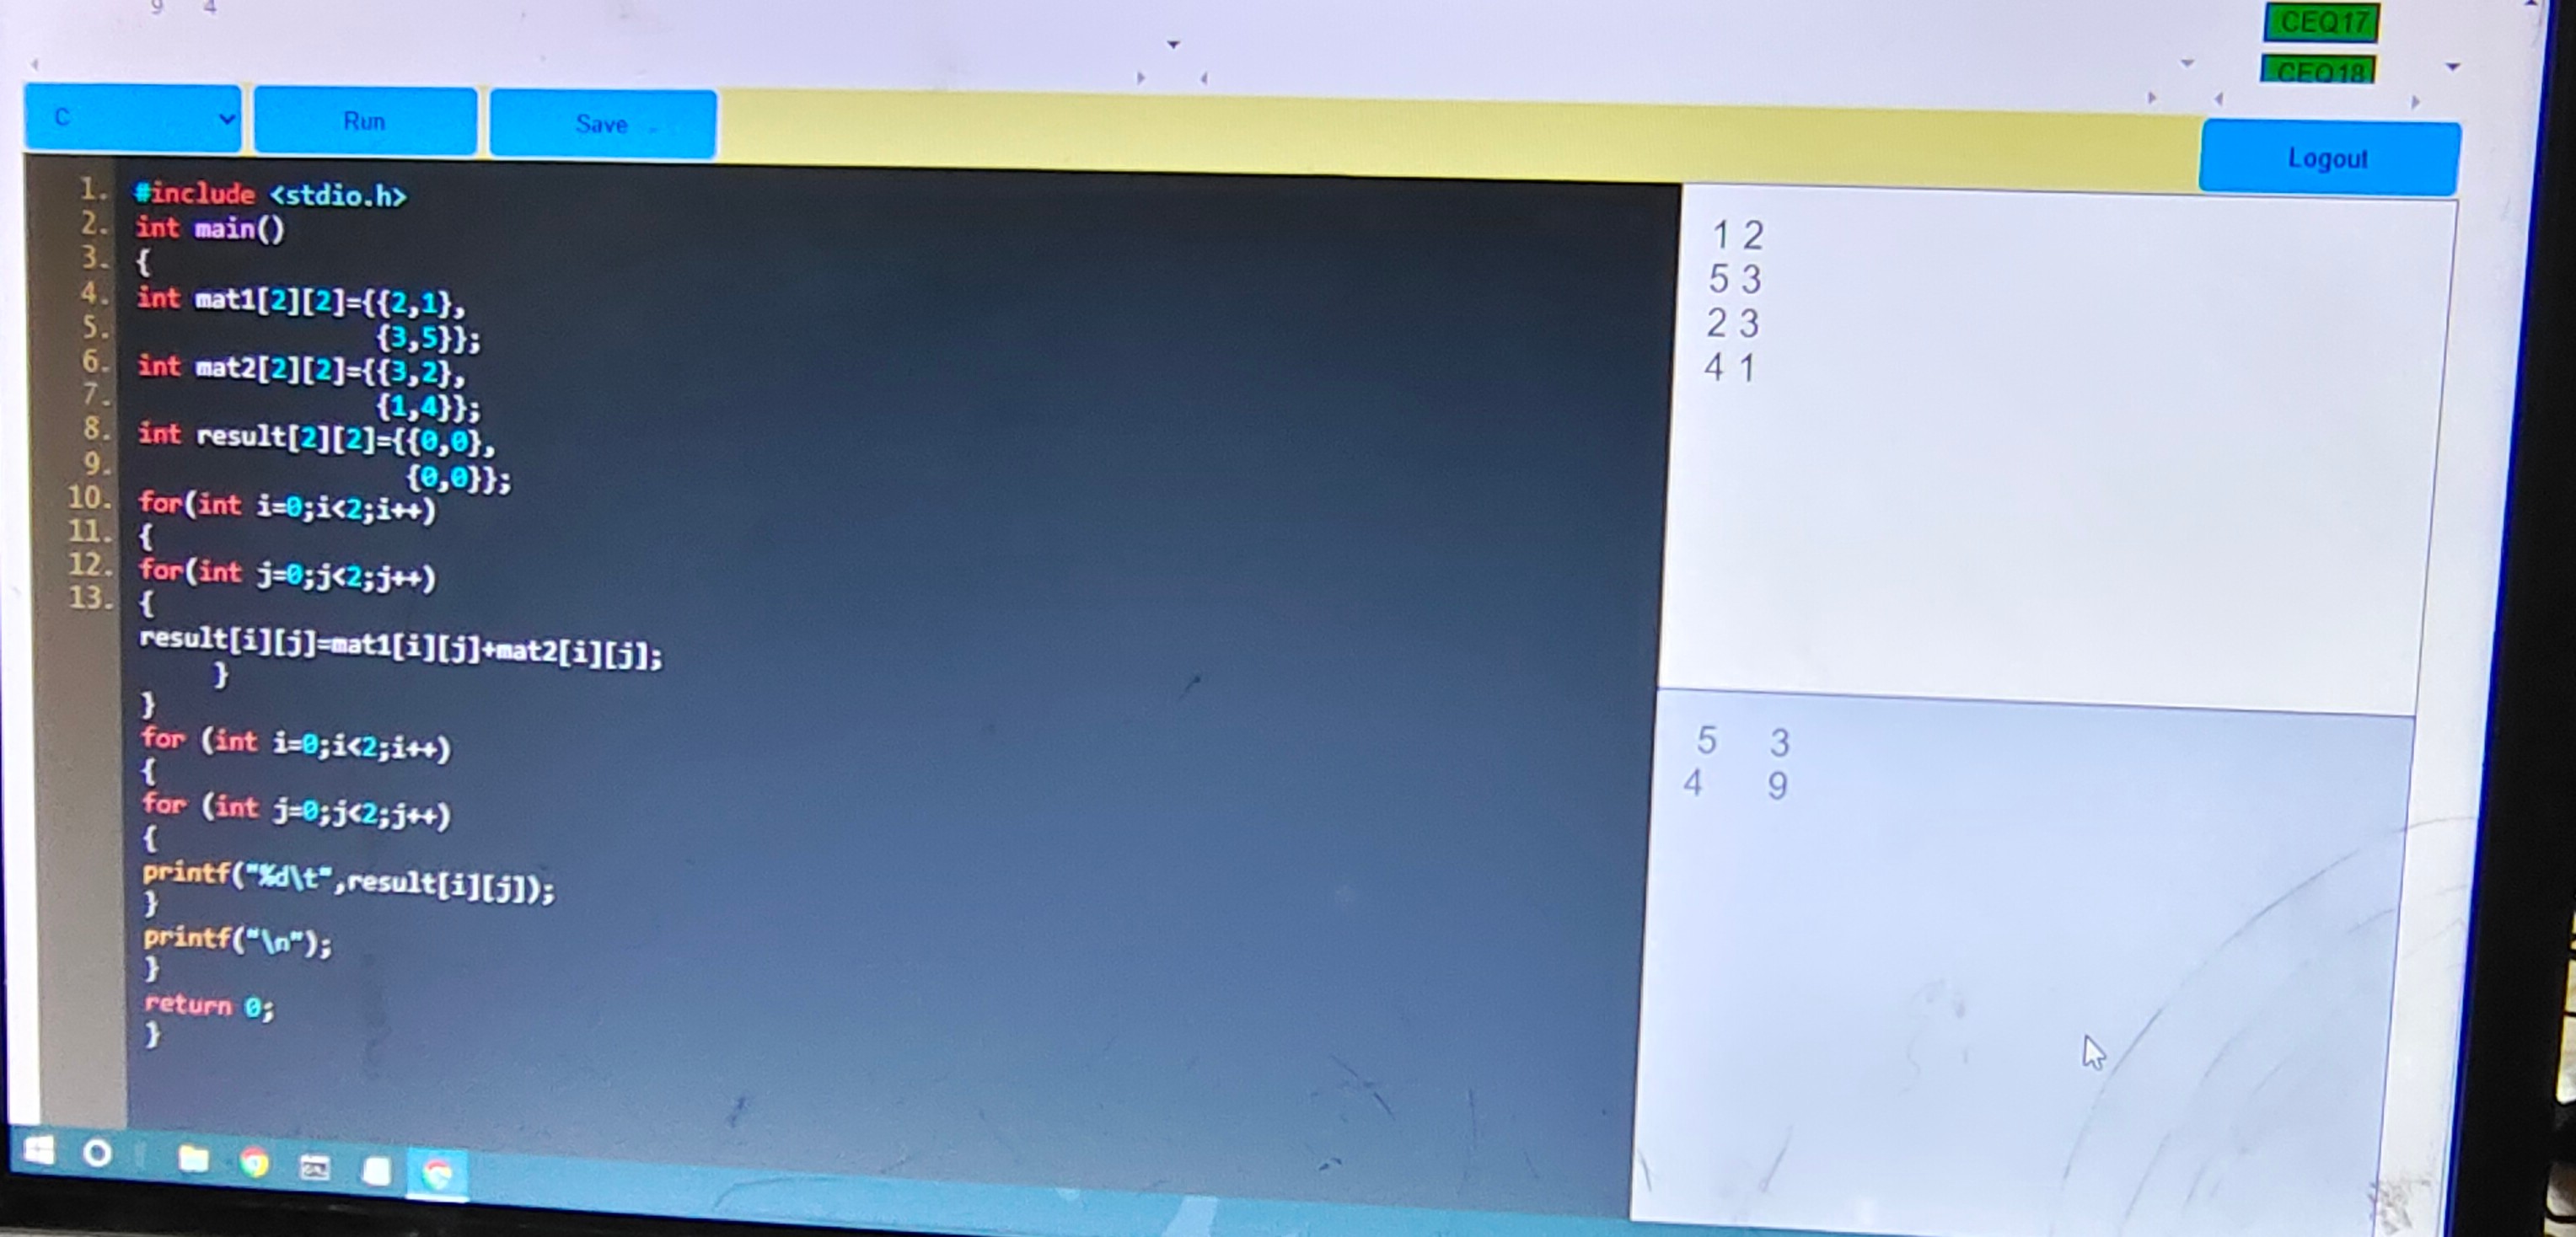 9 4
CEQ17
CEQ18
C
Run
Save
Logout
1. #include <stdio.h>
2. int main()
3. {
4. int mat1[2][2]={{2,1},
5. {3,5}};
6. int mat2[2][2]={{3,2},
7. {1,4}};
8. int result[2][2]={{0,0},
9. {0,0}};
10. for(int i=0;i<2;i++)
11. {
12. for(int j=0;j<2;j++)
13. {
result[i][j]=mat1[i][j]+mat2[i][j];
}
}
for (int i=0;i<2;i++)
{
for (int j=0;j<2;j++)
{
printf("%d\t",result[i][j]);
}
printf("\n");
}
return 0;
}
1 2
5 3
2 3
4 1
5 3
4 9